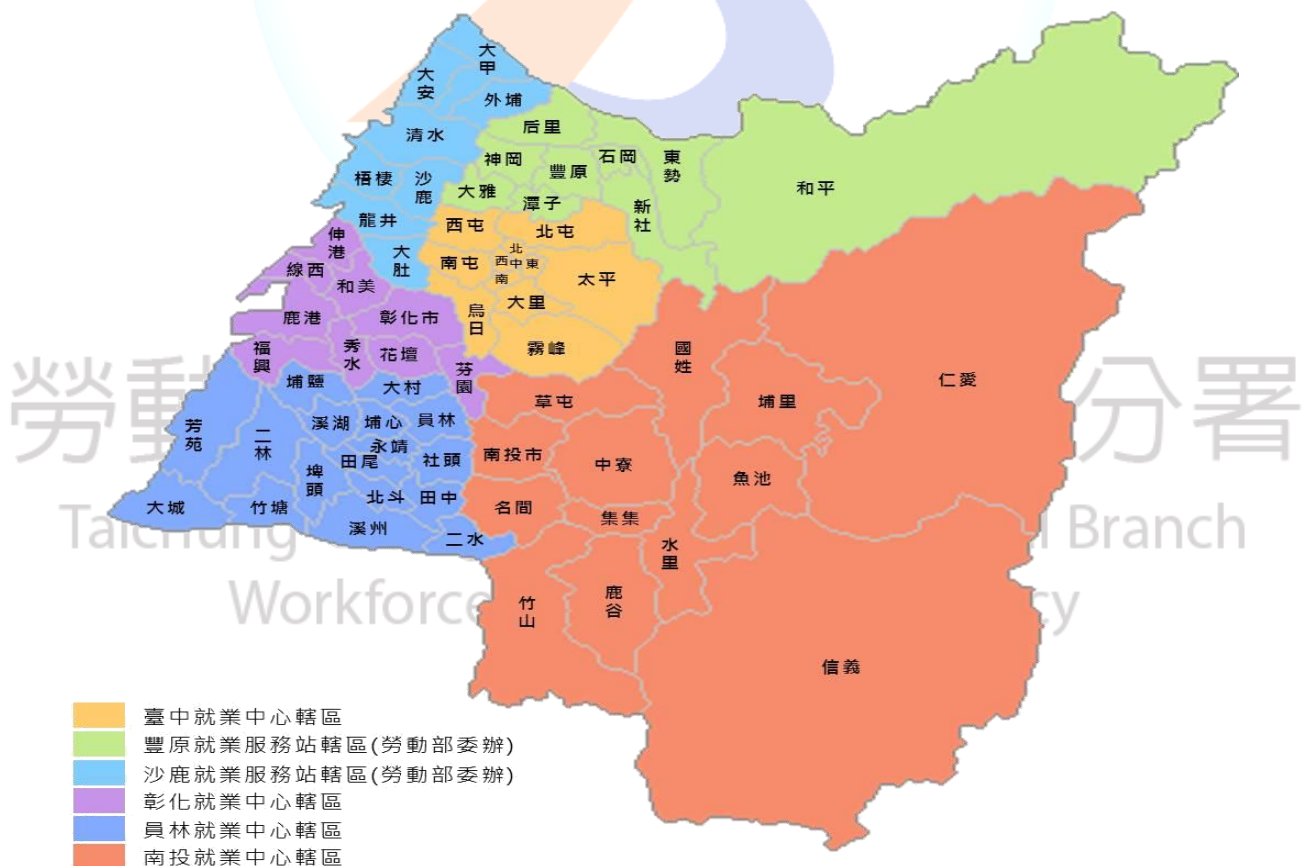 大甲
大安
外埔
清水
后里
神岡
石岡
東勢
豐原
梧棲
沙鹿
大雅
和平
潭子
新社
龍井
西屯
北屯
伸港
大肚
南屯
北
西中東
南
太平
線西
和美
大里
鹿港
彰化市
烏日
霧峰
福興
秀水
花壇
芬園
國姓
仁愛
埔鹽
大村
草屯
埔里
芳苑
二林
溪湖
埔心
員林
永靖
田尾
社頭
南投市
中寮
魚池
埤頭
北斗
田中
大城
竹塘
名間
集集
溪州
二水
水里
竹山
鹿谷
信義
勞動
分署
Taichung
Branch
Workforce
臺中就業中心轄區
豐原就業服務站轄區(勞動部委辦)
沙鹿就業服務站轄區(勞動部委辦)
彰化就業中心轄區
員林就業中心轄區
南投就業中心轄區